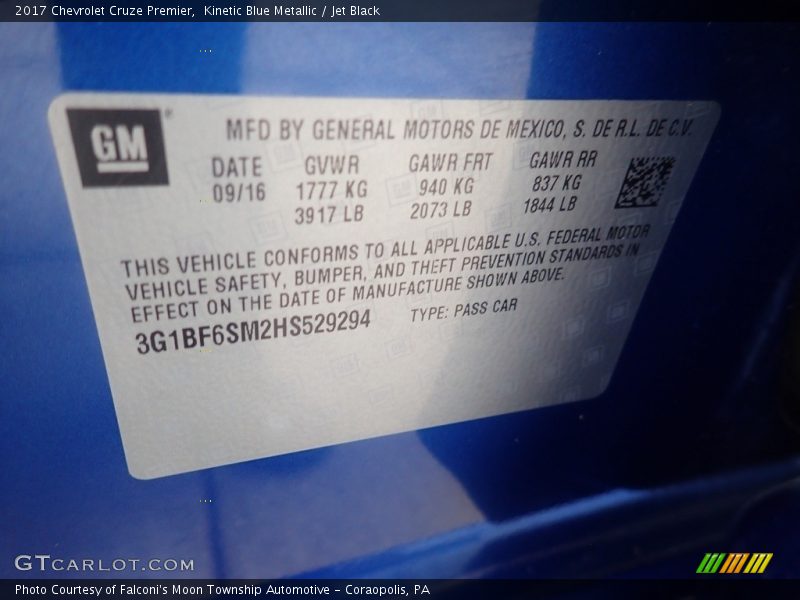 2017 Chevrolet Cruze Premier,  Kinetic Blue Metallic / Jet Black
GM
MFD BY GENERAL MOTORS DE MEXICO, S. DE R.L. DE C.V.
DATE GVWR GAWR FRT GAWR RR
09/16 1777 KG 940 KG 837 KG
3917 LB 2073 LB 1844 LB
THIS VEHICLE CONFORMS TO ALL APPLICABLE U.S. FEDERAL MOTOR
VEHICLE SAFETY, BUMPER, AND THEFT PREVENTION STANDARDS IN
EFFECT ON THE DATE OF MANUFACTURE SHOWN ABOVE.
3G1BF6SM2HS529294 TYPE: PASS CAR
GTCARLOT.COM
Photo Courtesy of Falconi's Moon Township Automotive – Coraopolis, PA